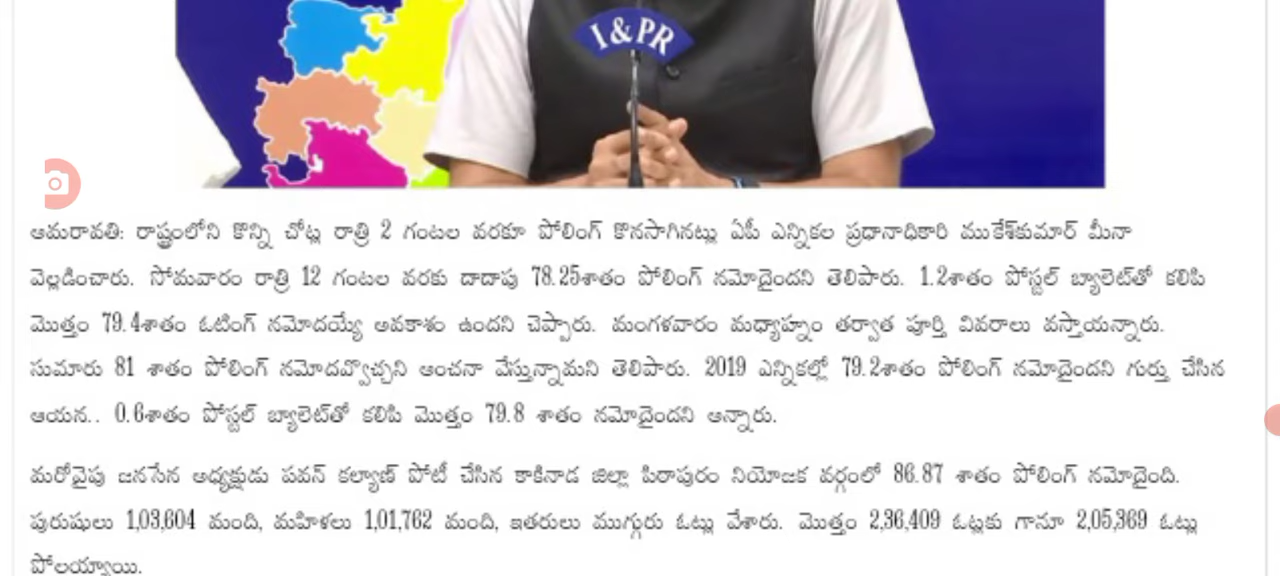 I & PR
అమరావతి: రాష్ట్రంలోని కొన్ని చోట్ల రాత్రి 2 గంటల వరకూ పోలింగ్ కొనసాగినట్లు ఏపీ ఎన్నికల ప్రధానాధికారి ముకేశ్‌కుమార్ మీనా
వెల్లడించారు. సోమవారం రాత్రి 12 గంటల వరకు దాదాపు 78.25శాతం పోలింగ్ నమోదైందని తెలిపారు. 1.2శాతం పోస్టల్ బ్యాలెట్‌తో కలిపి
మొత్తం 79.4శాతం ఓటింగ్ నమోదయ్యే అవకాశం ఉందని చెప్పారు. మంగళవారం మధ్యాహ్నం తర్వాత పూర్తి వివరాలు వస్తాయన్నారు.
సుమారు 81 శాతం పోలింగ్ నమోదవ్వొచ్చని అంచనా వేస్తున్నామని తెలిపారు. 2019 ఎన్నికల్లో 79.2శాతం పోలింగ్ నమోదైందని గుర్తు చేసిన
ఆయన.. 0.6శాతం పోస్టల్ బ్యాలెట్‌తో కలిపి మొత్తం 79.8 శాతం నమోదైందని అన్నారు.
మరోవైపు జనసేన అధ్యక్షుడు పవన్ కల్యాణ్ పోటీ చేసిన కాకినాడ జిల్లా పిఠాపురం నియోజక వర్గంలో 86.87 శాతం పోలింగ్ నమోదైంది.
పురుషులు 1,03,604 మంది, మహిళలు 1,01,762 మంది, ఇతరులు ముగ్గురు ఓట్లు వేశారు. మొత్తం 2,36,409 ఓట్లకు గానూ 2,05,369 ఓట్లు
పోలయ్యాయి.